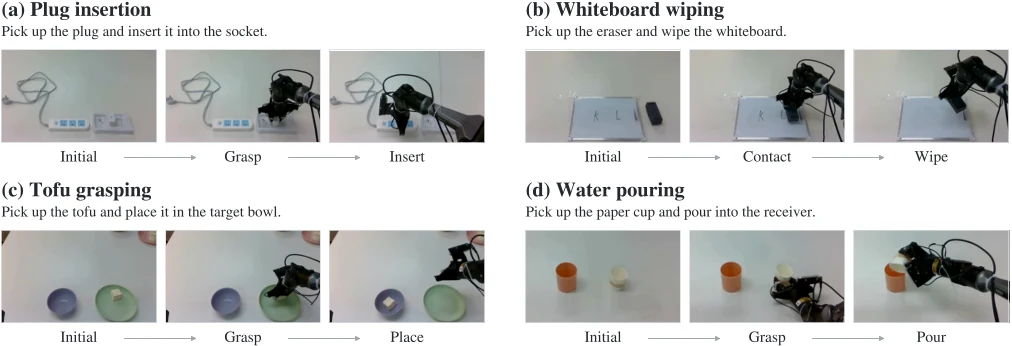 (a) Plug insertion
Pick up the plug and insert it into the socket.
Initial Grasp Insert
(b) Whiteboard wiping
Pick up the eraser and wipe the whiteboard.
K L
K
Initial Contact Wipe
(c) Tofu grasping
Pick up the tofu and place it in the target bowl.
Initial Grasp Place
(d) Water pouring
Pick up the paper cup and pour into the receiver.
Initial Grasp Pour